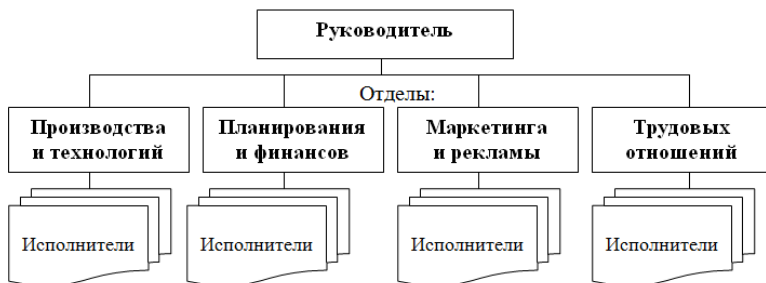 Руководитель
Отделы:
Производства
и технологий
Планирования
и финансов
Маркетинга
и рекламы
Трудовых
отношений
Исполнители
Исполнители
Исполнители
Исполнители